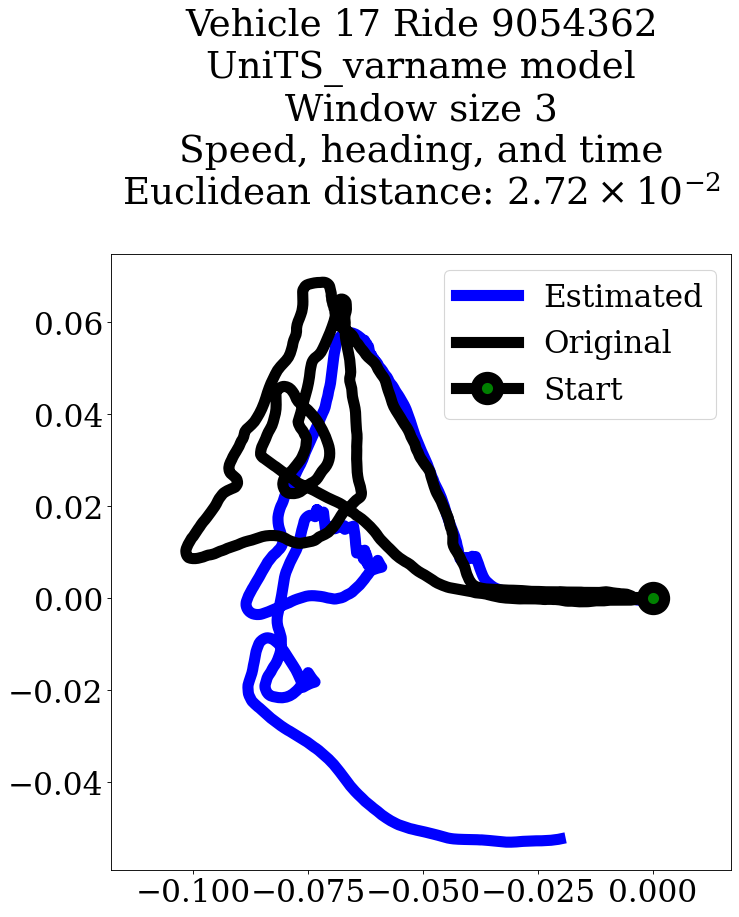 Vehicle 17 Ride 9054362
UniTS_varname model
Window size 3
Speed, heading, and time
Euclidean distance: 2.72 × 10⁻²
Estimated
Original
Start
0.06
0.04
0.02
0.00
−0.02
−0.04
−0.100 −0.075 −0.050 −0.025 0.000